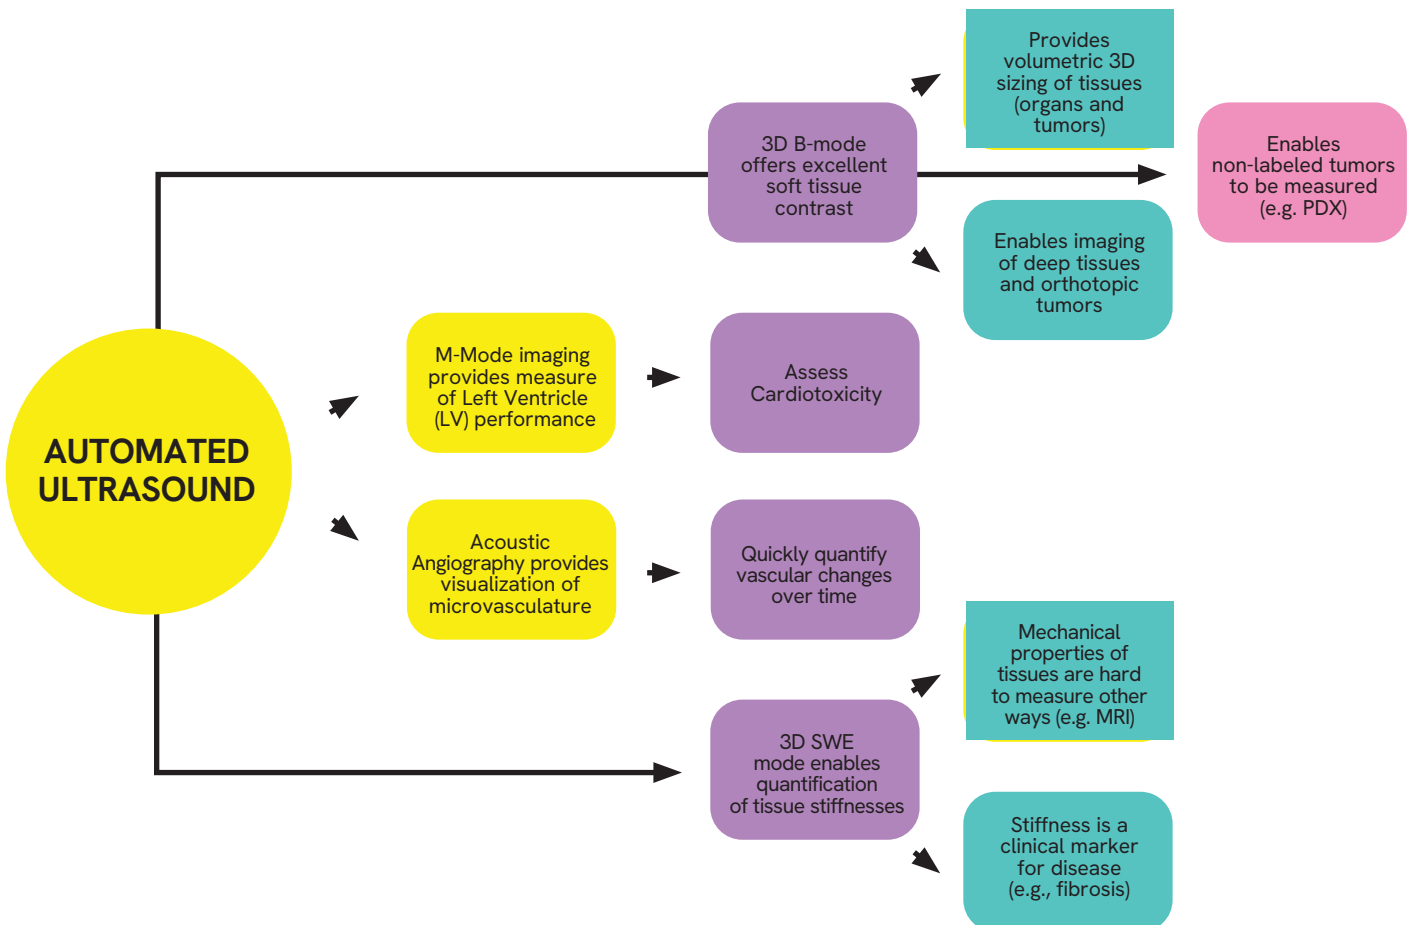 AUTOMATED
ULTRASOUND
3D B-mode
offers excellent
soft tissue
contrast
Provides
volumetric 3D
sizing of tissues
(organs and
tumors)
Enables
non-labeled tumors
to be measured
(e.g. PDX)
Enables imaging
of deep tissues
and orthotopic
tumors
M-Mode imaging
provides measure
of Left Ventricle
(LV) performance
Assess
Cardiotoxicity
Acoustic
Angiography provides
visualization of
microvasculature
Quickly quantify
vascular changes
over time
3D SWE
mode enables
quantification
of tissue stiffnesses
Mechanical
properties of
tissues are hard
to measure other
ways (e.g. MRI)
Stiffness is a
clinical marker
for disease
(e.g., fibrosis)